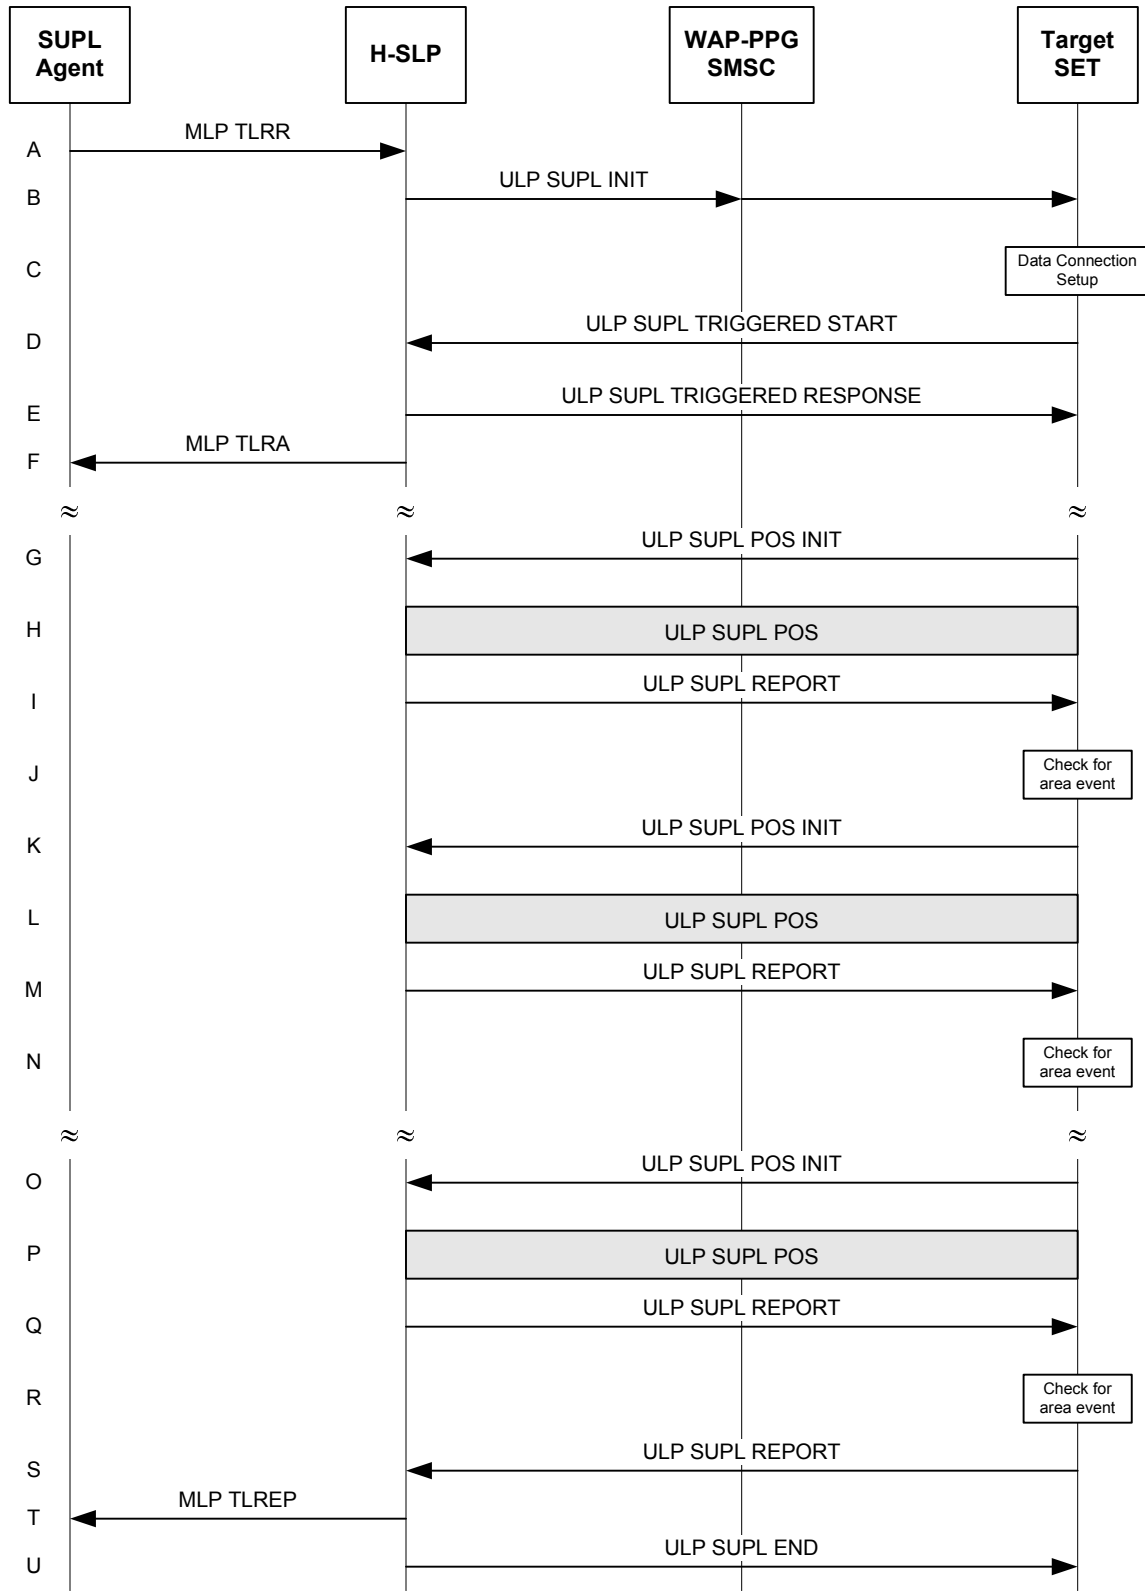 SUPL
Agent
H-SLP
WAP-PPG
SMSC
Target
SET
A
MLP TLRR
B
ULP SUPL INIT
C
Data Connection
Setup
D
ULP SUPL TRIGGERED START
E
ULP SUPL TRIGGERED RESPONSE
F
MLP TLRA
≈ ≈ ≈
G
ULP SUPL POS INIT
H
ULP SUPL POS
I
ULP SUPL REPORT
J
Check for
area event
K
ULP SUPL POS INIT
L
ULP SUPL POS
M
ULP SUPL REPORT
N
Check for
area event
≈ ≈ ≈
O
ULP SUPL POS INIT
P
ULP SUPL POS
Q
ULP SUPL REPORT
R
Check for
area event
S
ULP SUPL REPORT
T
MLP TLREP
U
ULP SUPL END